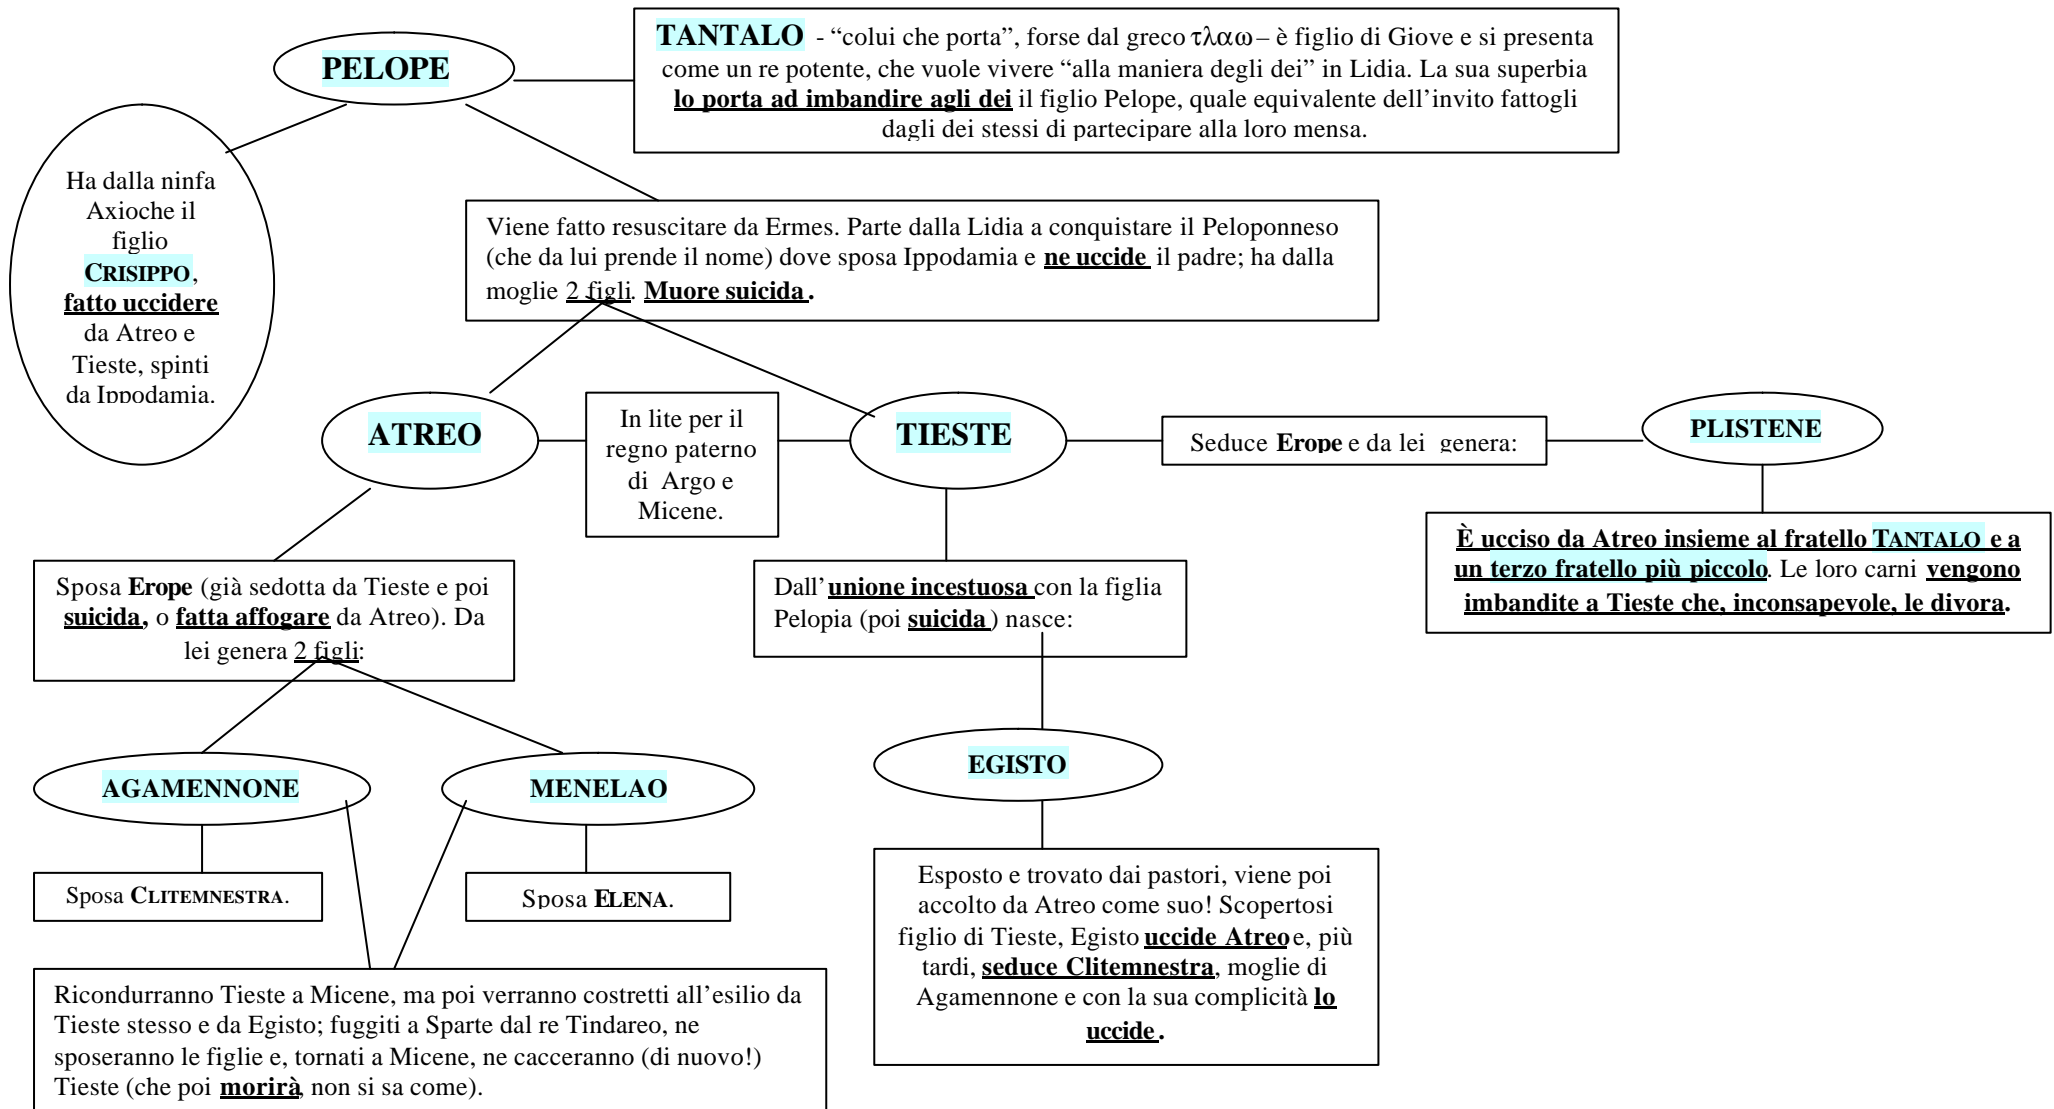 PELOPE
TANTALO - “colui che porta”, forse dal greco τλαω – è figlio di Giove e si presenta
come un re potente, che vuole vivere “alla maniera degli dei” in Lidia. La sua superbia
lo porta ad imbandire agli dei il figlio Pelope, quale equivalente dell’invito fattogli
dagli dei stessi di partecipare alla loro mensa.
Ha dalla ninfa
Axioche il
figlio
CRISIPPO,
fatto uccidere
da Atreo e
Tieste, spinti
da Ippodamia.
Viene fatto resuscitare da Ermes. Parte dalla Lidia a conquistare il Peloponneso
(che da lui prende il nome) dove sposa Ippodamia e ne uccide il padre; ha dalla
moglie 2 figli. Muore suicida.
ATREO
In lite per il
regno paterno
di Argo e
Micene.
TIESTE
Seduce Erope e da lei genera:
PLISTENE
È ucciso da Atreo insieme al fratello TANTALO e a
un terzo fratello più piccolo. Le loro carni vengono
imbandite a Tieste che, inconsapevole, le divora.
Sposa Erope (già sedotta da Tieste e poi
suicida, o fatta affogare da Atreo). Da
lei genera 2 figli:
Dall’unione incestuosa con la figlia
Pelopia (poi suicida) nasce:
AGAMENNONE
MENELAO
EGISTO
Sposa CLITEMNESTRA.
Sposa ELENA.
Esposto e trovato dai pastori, viene poi
accolto da Atreo come suo! Scopertosi
figlio di Tieste, Egisto uccide Atreo e, più
tardi, seduce Clitemnestra, moglie di
Agamennone e con la sua complicità lo
uccide.
Ricondurranno Tieste a Micene, ma poi verranno costretti all’esilio da
Tieste stesso e da Egisto; fuggiti a Sparte dal re Tindareo, ne
sposeranno le figlie e, tornati a Micene, ne cacceranno (di nuovo!)
Tieste (che poi morirà, non si sa come).